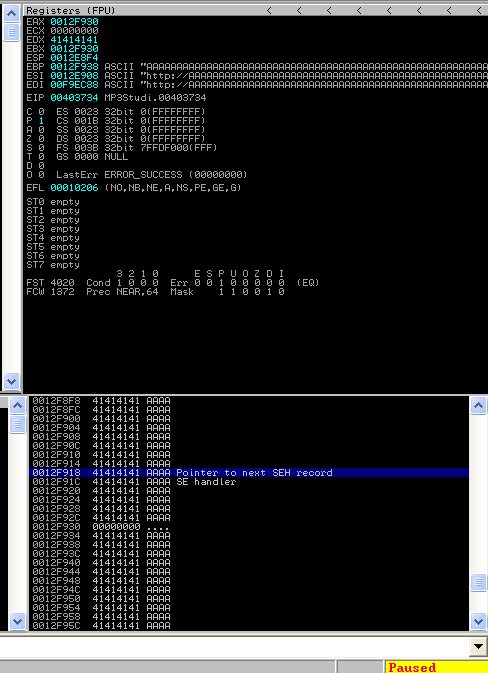 Registers (FPU) < < < < < <
EAX 0012F930
ECX 00000000
EDX 41414141
EBX 0012F930
ESP 0012E8F4
EBP 0012F938 ASCII "AAAAAAAAAAAAAAAAAAAAAAAAAAAAAAAAAAAAAAAAAAAAAAAAAAAAAAAA
ESI 0012E908 ASCII "http://AAAAAAAAAAAAAAAAAAAAAAAAAAAAAAAAAAAAAAAAAAAAAAAAA
EDI 00F9EC88 ASCII "http://AAAAAAAAAAAAAAAAAAAAAAAAAAAAAAAAAAAAAAAAAAAAAAAAA
EIP 00403734 MP3Studi.00403734
C 0 ES 0023 32bit 0(FFFFFFFF)
P 1 CS 001B 32bit 0(FFFFFFFF)
A 0 SS 0023 32bit 0(FFFFFFFF)
Z 0 DS 0023 32bit 0(FFFFFFFF)
S 0 FS 003B 32bit 7FFDF000(FFF)
T 0 GS 0000 NULL
D 0
O 0 LastErr ERROR_SUCCESS (00000000)
EFL 00010206 (NO,NB,NE,A,NS,PE,GE,G)
ST0 empty
ST1 empty
ST2 empty
ST3 empty
ST4 empty
ST5 empty
ST6 empty
ST7 empty
3 2 1 0 E S P U O Z D I
FST 4020 Cond 1 0 0 0 Err 0 0 1 0 0 0 0 0 (EQ)
FCW 1372 Prec NEAR,64 Mask 1 1 0 0 1 0
0012F8F8 41414141 AAAA
0012F8FC 41414141 AAAA
0012F900 41414141 AAAA
0012F904 41414141 AAAA
0012F908 41414141 AAAA
0012F90C 41414141 AAAA
0012F910 41414141 AAAA
0012F914 41414141 AAAA
0012F918 41414141 AAAA Pointer to next SEH record
0012F91C 41414141 AAAA SE handler
0012F920 41414141 AAAA
0012F924 41414141 AAAA
0012F928 41414141 AAAA
0012F92C 41414141 AAAA
0012F930 00000000 ....
0012F934 41414141 AAAA
0012F938 41414141 AAAA
0012F93C 41414141 AAAA
0012F940 41414141 AAAA
0012F944 41414141 AAAA
0012F948 41414141 AAAA
0012F94C 41414141 AAAA
0012F950 41414141 AAAA
0012F954 41414141 AAAA
0012F958 41414141 AAAA
0012F95C 41414141 AAAA
Paused